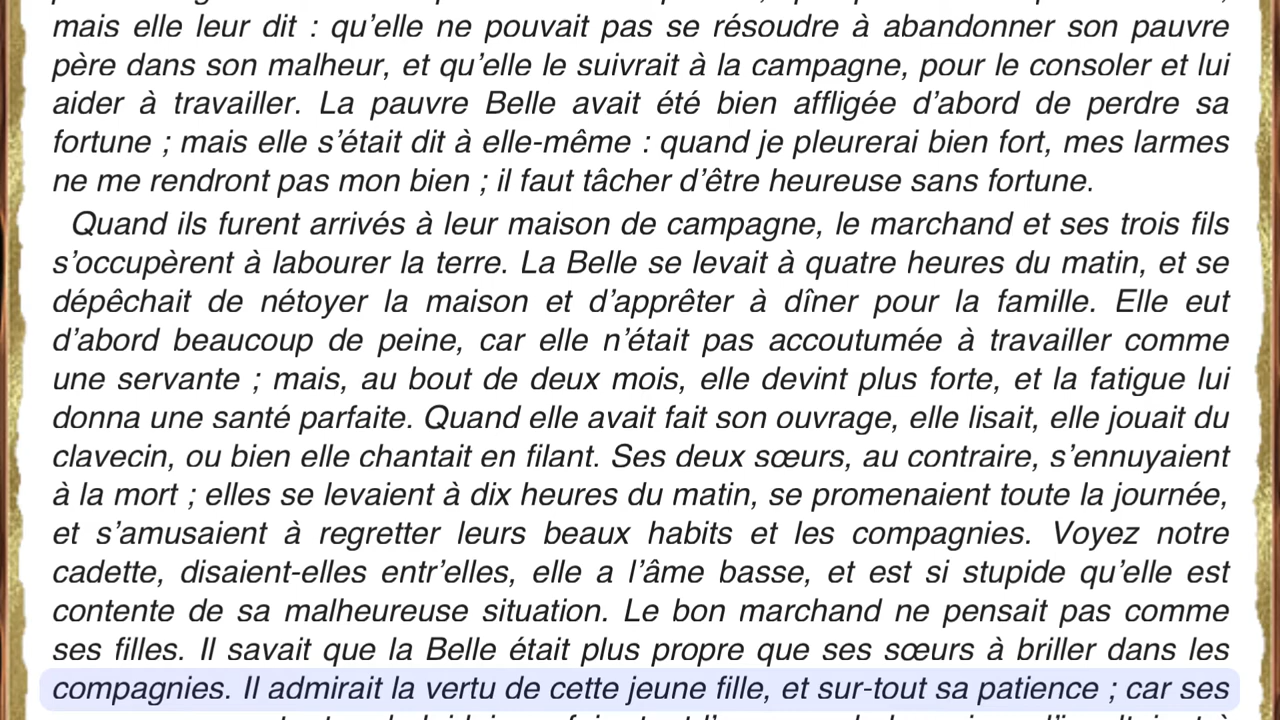 mais elle leur dit : qu’elle ne pouvait pas se résoudre à abandonner son pauvre
père dans son malheur, et qu’elle le suivrait à la campagne, pour le consoler et lui
aider à travailler. La pauvre Belle avait été bien affligée d’abord de perdre sa
fortune ; mais elle s’était dit à elle-même : quand je pleurerai bien fort, mes larmes
ne me rendront pas mon bien ; il faut tâcher d’être heureuse sans fortune.
Quand ils furent arrivés à leur maison de campagne, le marchand et ses trois fils
s’occupèrent à labourer la terre. La Belle se levait à quatre heures du matin, et se
dépêchait de nétoyer la maison et d’apprêter à dîner pour la famille. Elle eut
d’abord beaucoup de peine, car elle n’était pas accoutumée à travailler comme
une servante ; mais, au bout de deux mois, elle devint plus forte, et la fatigue lui
donna une santé parfaite. Quand elle avait fait son ouvrage, elle lisait, elle jouait du
clavecin, ou bien elle chantait en filant. Ses deux sœurs, au contraire, s’ennuyaient
à la mort ; elles se levaient à dix heures du matin, se promenaient toute la journée,
et s’amusaient à regretter leurs beaux habits et les compagnies. Voyez notre
cadette, disaient-elles entr’elles, elle a l’âme basse, et est si stupide qu’elle est
contente de sa malheureuse situation. Le bon marchand ne pensait pas comme
ses filles. Il savait que la Belle était plus propre que ses sœurs à briller dans les
compagnies. Il admirait la vertu de cette jeune fille, et sur-tout sa patience ; car ses